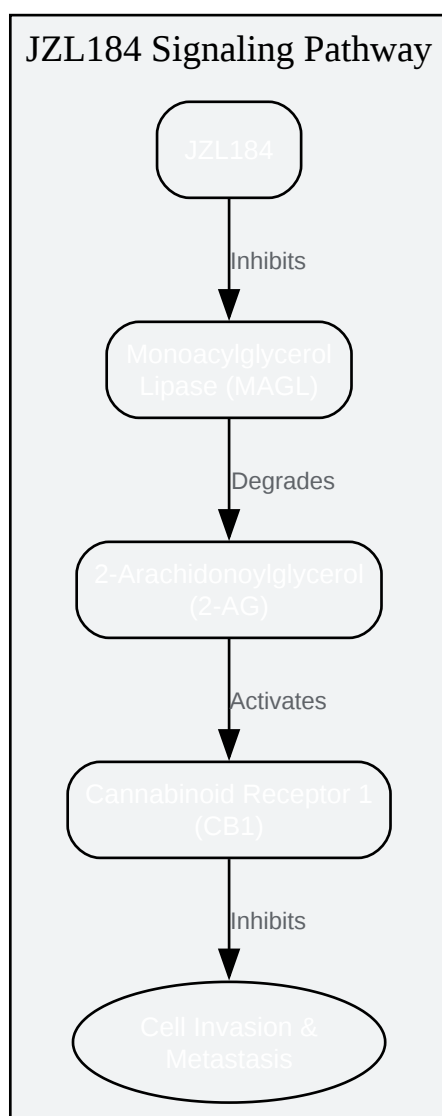 JZL184 Signaling Pathway
JZL184
Inhibits
Monoacylglycerol
Lipase (MAGL)
Degrades
2-Arachidonoylglycerol
(2-AG)
Activates
Cannabinoid Receptor 1
(CB1)
Inhibits
Cell Invasion &
Metastasis